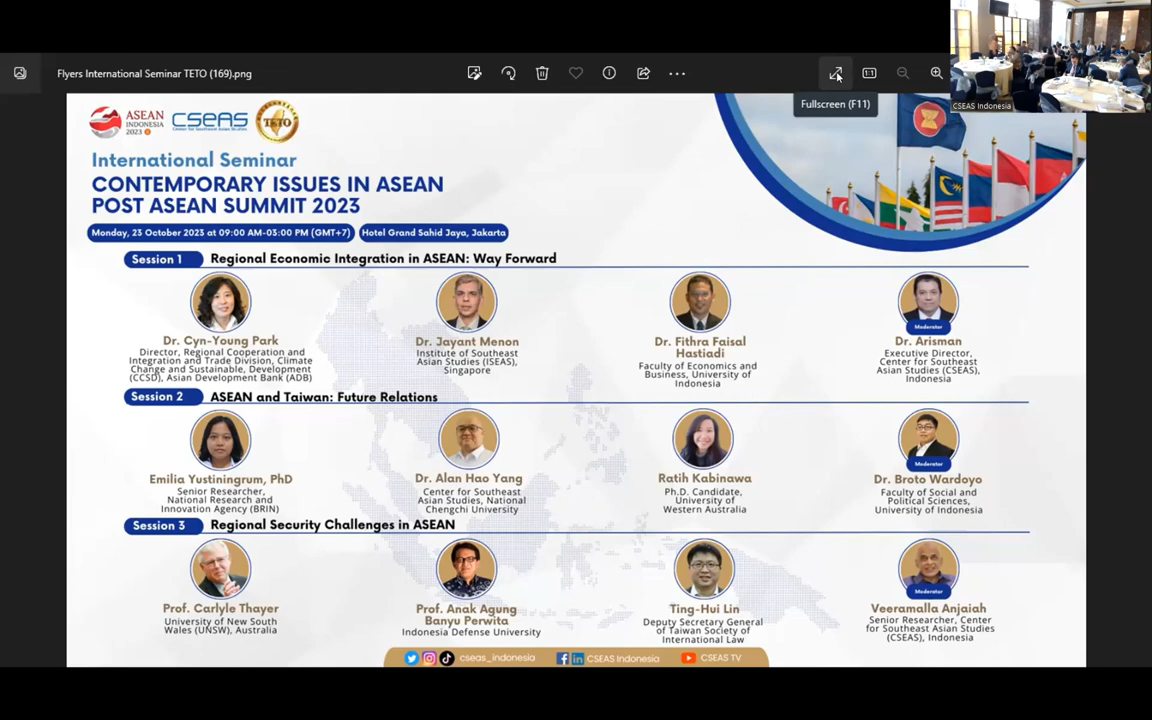 Flyers International Seminar TETO (169).png
Fullscreen (F11)
CSEAS Indonesia
ASEAN
INDONESIA
2023
CSEAS
Center for Southeast Asian Studies
TETO
International Seminar
CONTEMPORARY ISSUES IN ASEAN
POST ASEAN SUMMIT 2023
Monday, 23 October 2023 at 09:00 AM-03:00 PM (GMT+7)
Hotel Grand Sahid Jaya, Jakarta
Session 1
Regional Economic Integration in ASEAN: Way Forward
Dr. Cyn-Young Park
Director, Regional Cooperation and
Integration and Trade Division, Climate
Change and Sustainable, Development
(CCSD), Asian Development Bank (ADB)
Dr. Jayant Menon
Institute of Southeast
Asian Studies (ISEAS),
Singapore
Dr. Fithra Faisal
Hastiadi
Faculty of Economics and
Business, University of
Indonesia
Moderator
Dr. Arisman
Executive Director,
Center for Southeast
Asian Studies (CSEAS),
Indonesia
Session 2
ASEAN and Taiwan: Future Relations
Emilia Yustiningrum, PhD
Senior Researcher,
National Research and
Innovation Agency (BRIN)
Dr. Alan Hao Yang
Center for Southeast
Asian Studies, National
Chengchi University
Ratih Kabinawa
Ph.D. Candidate,
University of
Western Australia
Moderator
Dr. Broto Wardoyo
Faculty of Social and
Political Sciences,
University of Indonesia
Session 3
Regional Security Challenges in ASEAN
Prof. Carlyle Thayer
University of New South
Wales (UNSW), Australia
Prof. Anak Agung
Banyu Perwita
Indonesia Defense University
Ting-Hui Lin
Deputy Secretary General
of Taiwan Society of
International Law
Moderator
Veeramalla Anjaiah
Senior Researcher, Center
for Southeast Asian Studies
(CSEAS), Indonesia
cseas_indonesia
CSEAS Indonesia
CSEAS TV